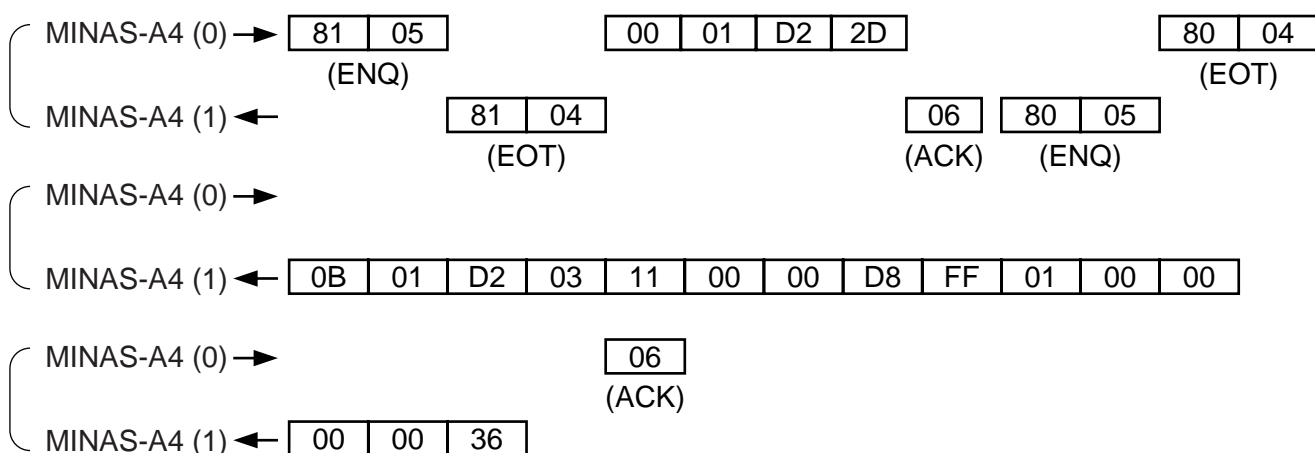 MINAS-A4 (0) 81 05 00 01 D2 2D 80 04
(ENQ) (EOT)
MINAS-A4 (1) 81 04 06 80 05
(EOT) (ACK) (ENQ)
MINAS-A4 (0)
MINAS-A4 (1) 0B 01 D2 03 11 00 00 D8 FF 01 00 00
MINAS-A4 (0) 06
(ACK)
MINAS-A4 (1) 00 00 36